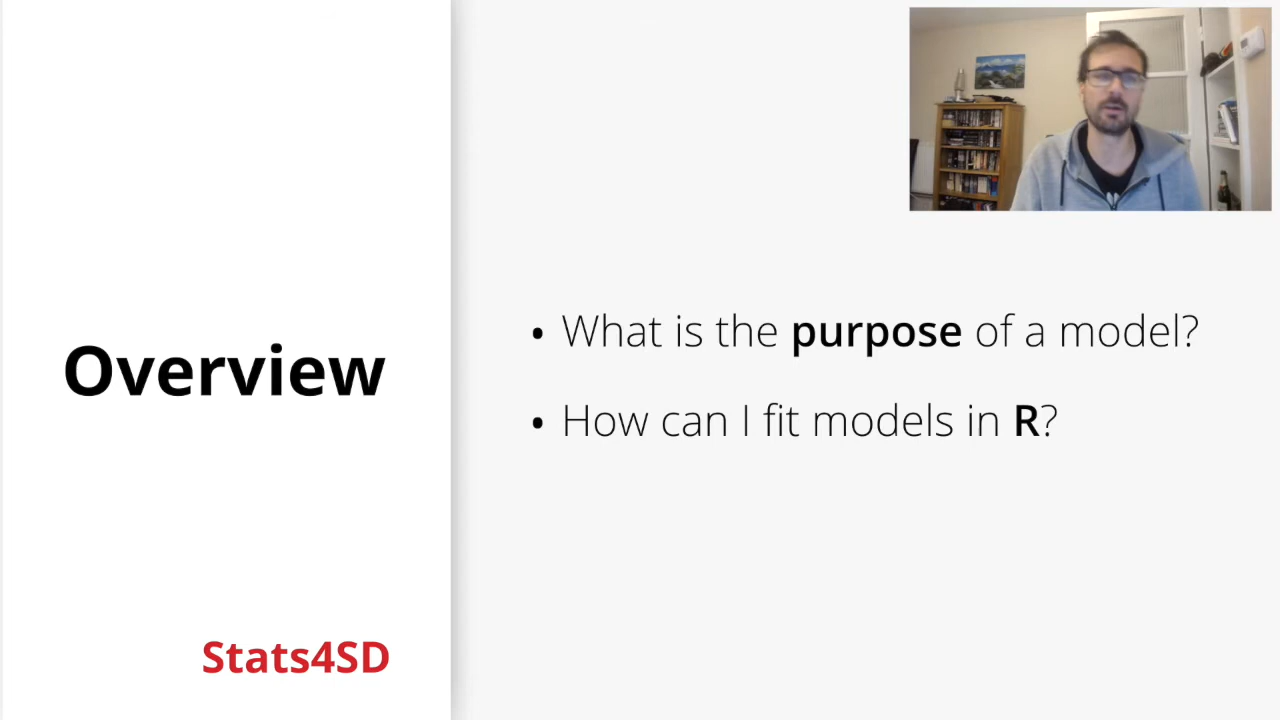 Overview
• What is the purpose of a model?
• How can I fit models in R?
Stats4SD